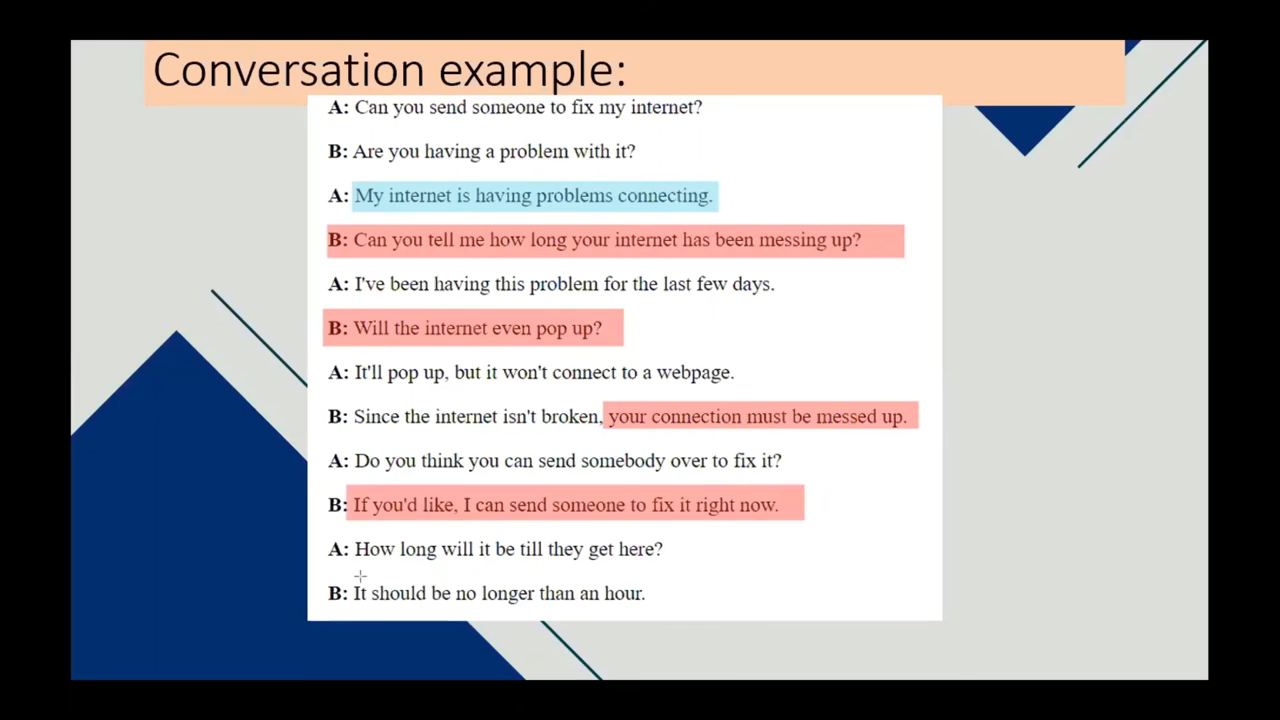 Conversation example:
A: Can you send someone to fix my internet?
B: Are you having a problem with it?
A: My internet is having problems connecting.
B: Can you tell me how long your internet has been messing up?
A: I've been having this problem for the last few days.
B: Will the internet even pop up?
A: It'll pop up, but it won't connect to a webpage.
B: Since the internet isn't broken, your connection must be messed up.
A: Do you think you can send somebody over to fix it?
B: If you'd like, I can send someone to fix it right now.
A: How long will it be till they get here?
B: It should be no longer than an hour.